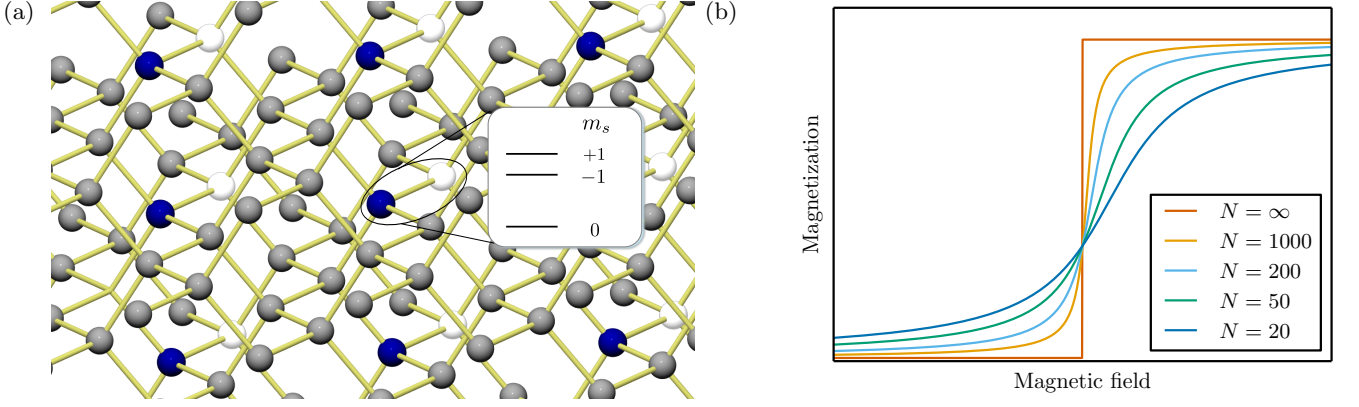 (a)
m_s
+1
−1
0
(b)
Magnetization
N = ∞
N = 1000
N = 200
N = 50
N = 20
Magnetic field